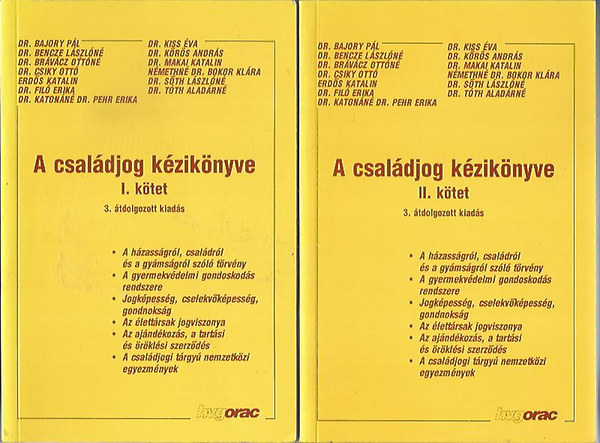 DR. BAJORY PÁL
DR. BENCZE LÁSZLÓNÉ
DR. BRÁVÁCZ OTTÓNÉ
DR. CSIKY OTTÓ
ERDŐS KATALIN
DR. FILÓ ERIKA
DR. KATONÁNÉ DR. PEHR ERIKA
DR. KISS ÉVA
DR. KŐRÖS ANDRÁS
DR. MAKAI KATALIN
NÉMETHNÉ DR. BOKOR KLÁRA
DR. SÓTH LÁSZLÓNÉ
DR. TÓTH ALADÁRNÉ
A családjog kézikönyve
I. kötet
3. átdolgozott kiadás
• A házasságról, családról
és a gyámságról szóló törvény
• A gyermekvédelmi gondoskodás
rendszere
• Jogképesség, cselekvőképesség,
gondnokság
• Az élettársak jogviszonya
• Az ajándékozás, a tartási
és öröklési szerződés
• A családjogi tárgyú nemzetközi
egyezmények
hvgorac
DR. BAJORY PÁL
DR. BENCZE LÁSZLÓNÉ
DR. BRÁVÁCZ OTTÓNÉ
DR. CSIKY OTTÓ
ERDŐS KATALIN
DR. FILÓ ERIKA
DR. KATONÁNÉ DR. PEHR ERIKA
DR. KISS ÉVA
DR. KŐRÖS ANDRÁS
DR. MAKAI KATALIN
NÉMETHNÉ DR. BOKOR KLÁRA
DR. SÓTH LÁSZLÓNÉ
DR. TÓTH ALADÁRNÉ
A családjog kézikönyve
II. kötet
3. átdolgozott kiadás
• A házasságról, családról
és a gyámságról szóló törvény
• A gyermekvédelmi gondoskodás
rendszere
• Jogképesség, cselekvőképesség,
gondnokság
• Az élettársak jogviszonya
• Az ajándékozás, a tartási
és öröklési szerződés
• A családjogi tárgyú nemzetközi
egyezmények
hvgorac